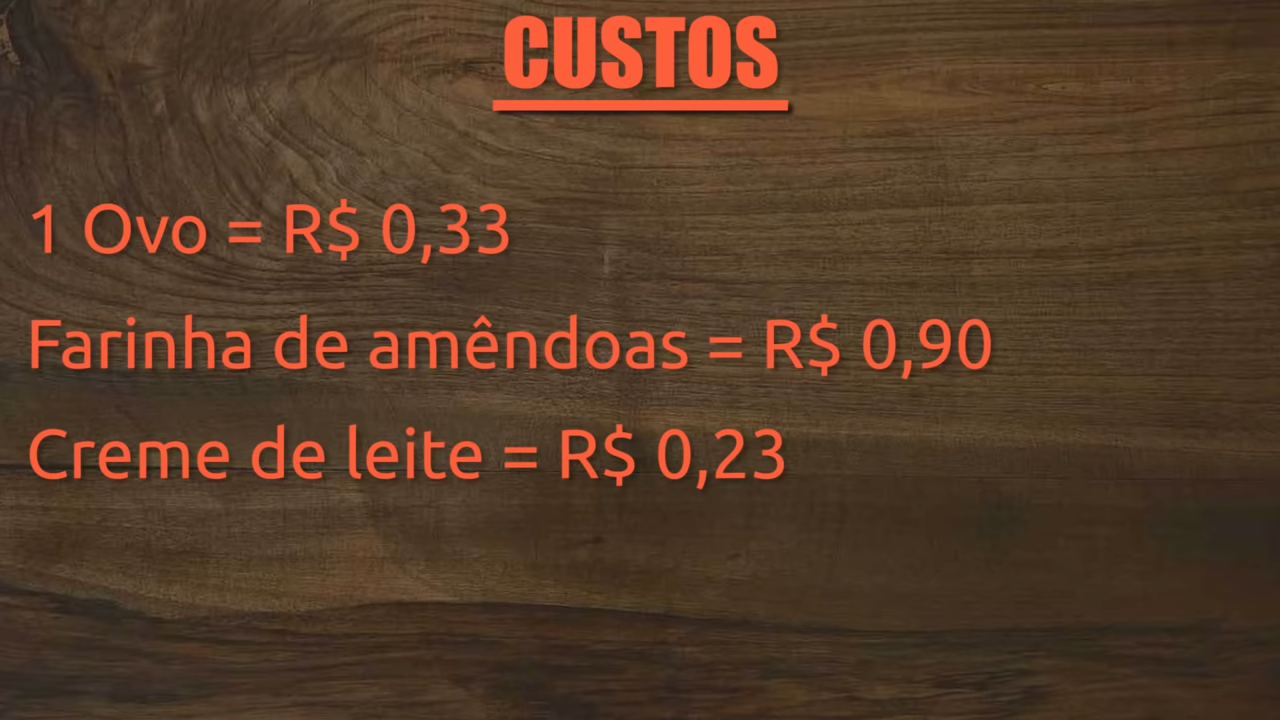 CUSTOS
1 Ovo = R$ 0,33
Farinha de amêndoas = R$ 0,90
Creme de leite = R$ 0,23